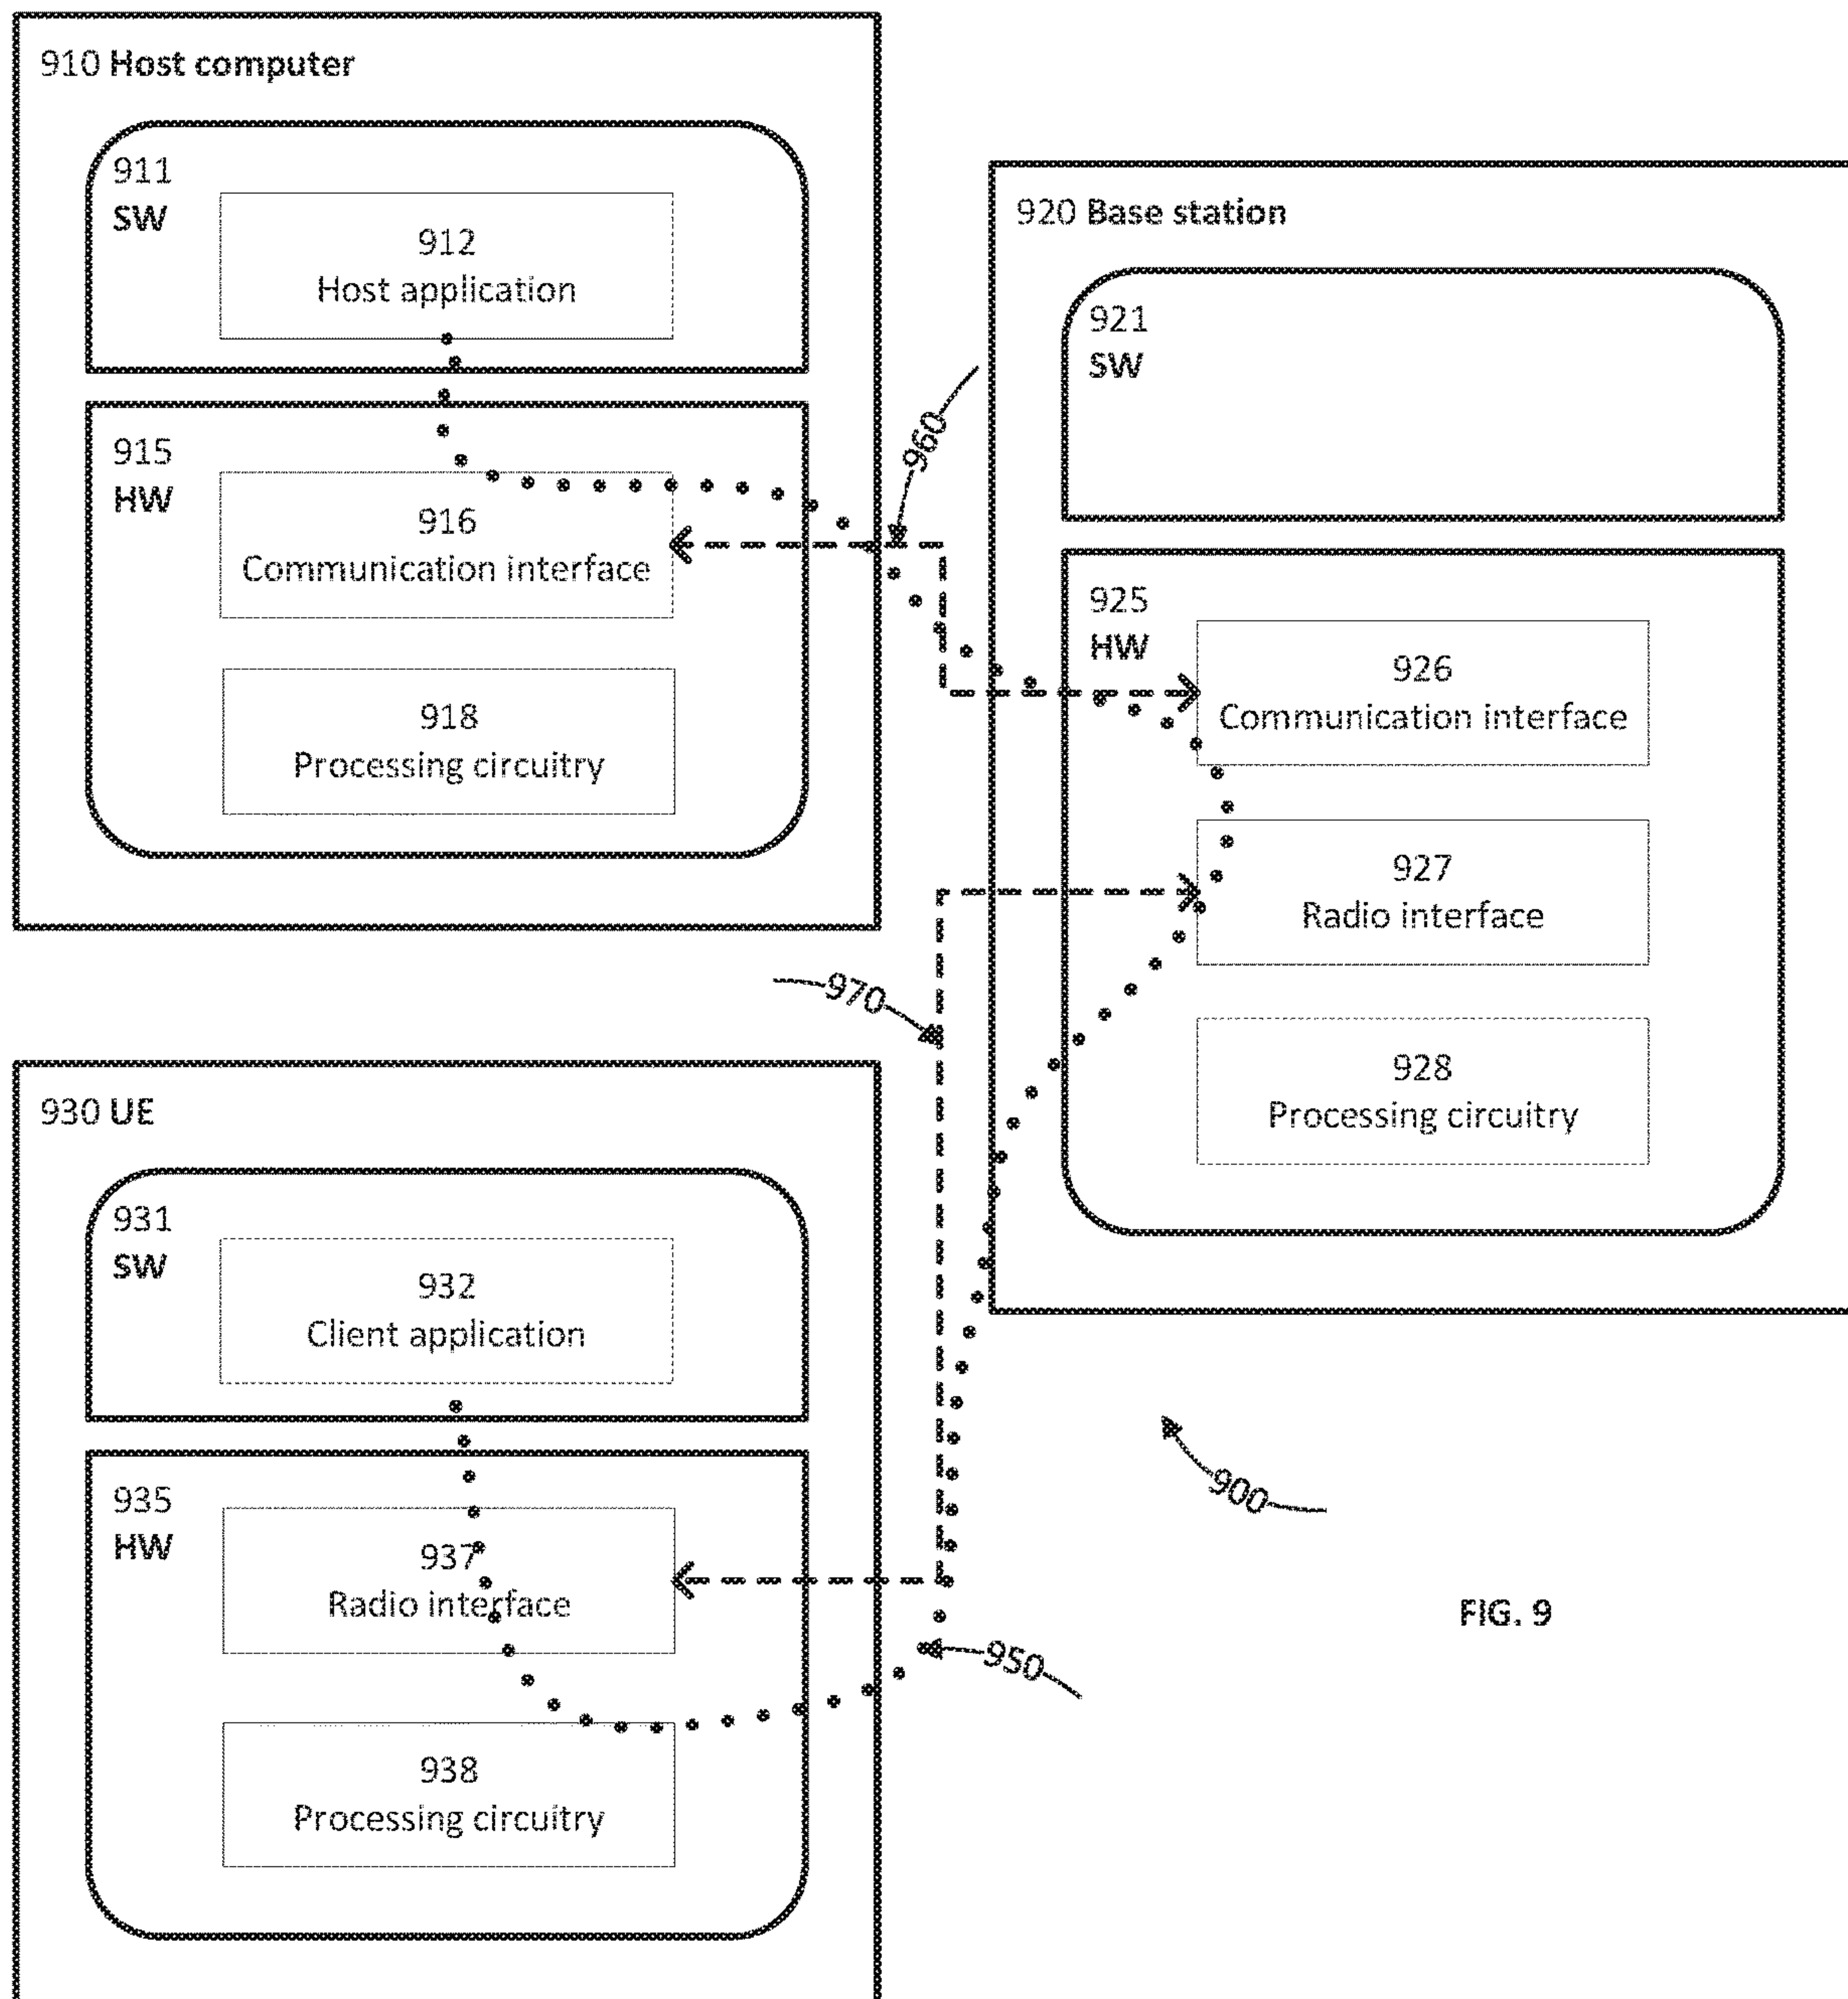 910 Host computer
911
SW
912
Host application
915
HW
916
Communication interface
918
Processing circuitry
920 Base station
921
SW
925
HW
926
Communication interface
927
Radio interface
928
Processing circuitry
960
970
930 UE
931
SW
932
Client application
935
HW
937
Radio interface
938
Processing circuitry
950
900
FIG. 9